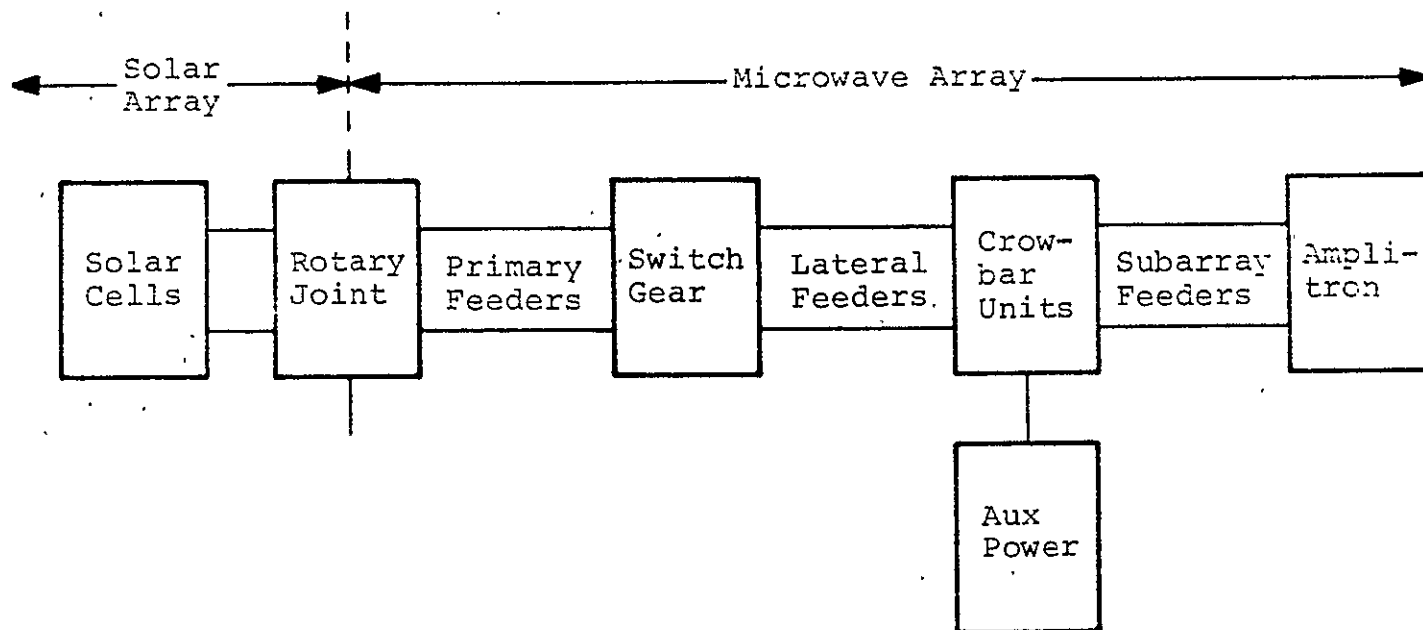 Solar
Array
Microwave Array
Solar
Cells
Rotary
Joint
Primary
Feeders
Switch
Gear
Lateral
Feeders.
Crow-
bar
Units
Subarray
Feeders
Ampli-
tron
Aux
Power